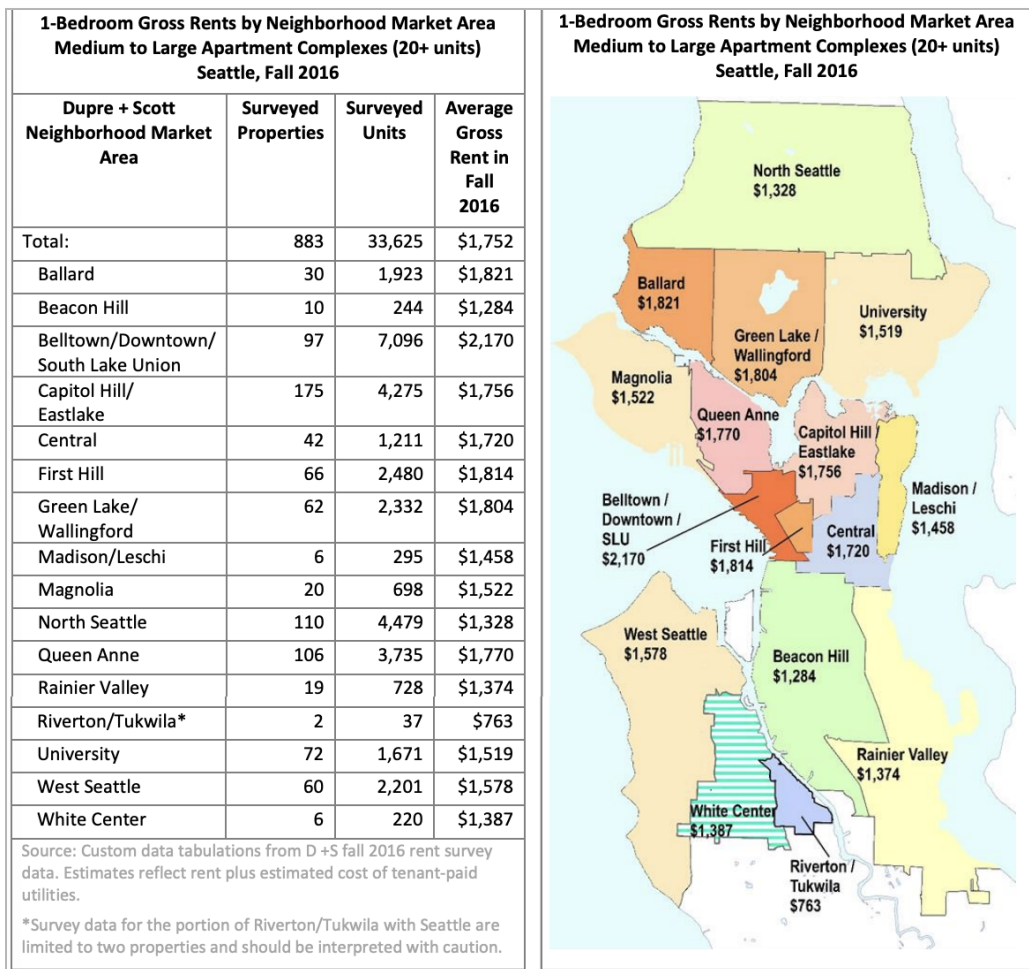 1-Bedroom Gross Rents by Neighborhood Market Area
Medium to Large Apartment Complexes (20+ units)
Seattle, Fall 2016
Dupre + Scott
Neighborhood Market
Area
Surveyed
Properties
Surveyed
Units
Average
Gross
Rent in
Fall
2016
Total: 883 33,625 $1,752
Ballard 30 1,923 $1,821
Beacon Hill 10 244 $1,284
Belltown/Downtown/ 97 7,096 $2,170
South Lake Union
Capitol Hill/ 175 4,275 $1,756
Eastlake
Central 42 1,211 $1,720
First Hill 66 2,480 $1,814
Green Lake/ 62 2,332 $1,804
Wallingford
Madison/Leschi 6 295 $1,458
Magnolia 20 698 $1,522
North Seattle 110 4,479 $1,328
Queen Anne 106 3,735 $1,770
Rainier Valley 19 728 $1,374
Riverton/Tukwila* 2 37 $763
University 72 1,671 $1,519
West Seattle 60 2,201 $1,578
White Center 6 220 $1,387
Source: Custom data tabulations from D +S fall 2016 rent survey
data. Estimates reflect rent plus estimated cost of tenant-paid
utilities.
*Survey data for the portion of Riverton/Tukwila with Seattle are
limited to two properties and should be interpreted with caution.
1-Bedroom Gross Rents by Neighborhood Market Area
Medium to Large Apartment Complexes (20+ units)
Seattle, Fall 2016
North Seattle
$1,328
Ballard
$1,821
Green Lake /
Wallingford
$1,804
University
$1,519
Magnolia
$1,522
Queen Anne
$1,770
Capitol Hill /
Eastlake
$1,756
Madison /
Leschi
$1,458
Belltown /
Downtown /
SLU
$2,170
First Hill
$1,814
Central
$1,720
West Seattle
$1,578
Beacon Hill
$1,284
Rainier Valley
$1,374
White Center
$1,387
Riverton /
Tukwila
$763